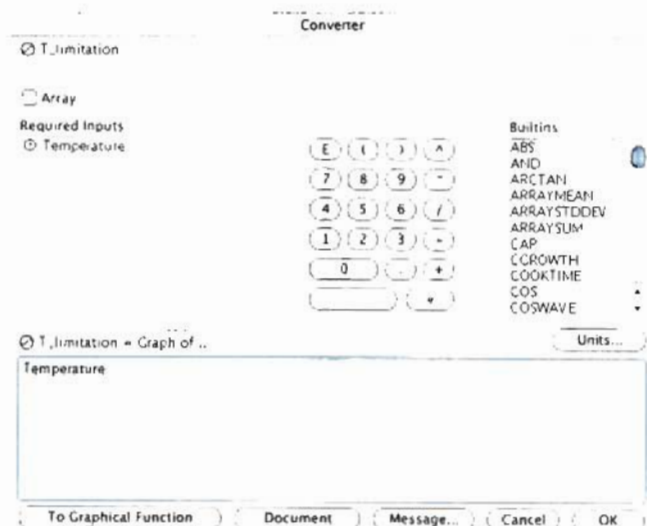 Converter
T_limitation
Array
Required Inputs
Temperature
E ( ) ^
7 8 9
4 5 6 /
1 2 3 -
0 . +
Builtins
ABS
AND
ARCTAN
ARRAYMEAN
ARRAYSTDDEV
ARRAYSUM
CAP
CGROWTH
COOKTIME
COS
COSWAVE
T_limitation = Graph of ..
Units...
Temperature
To Graphical Function Document Message... Cancel OK